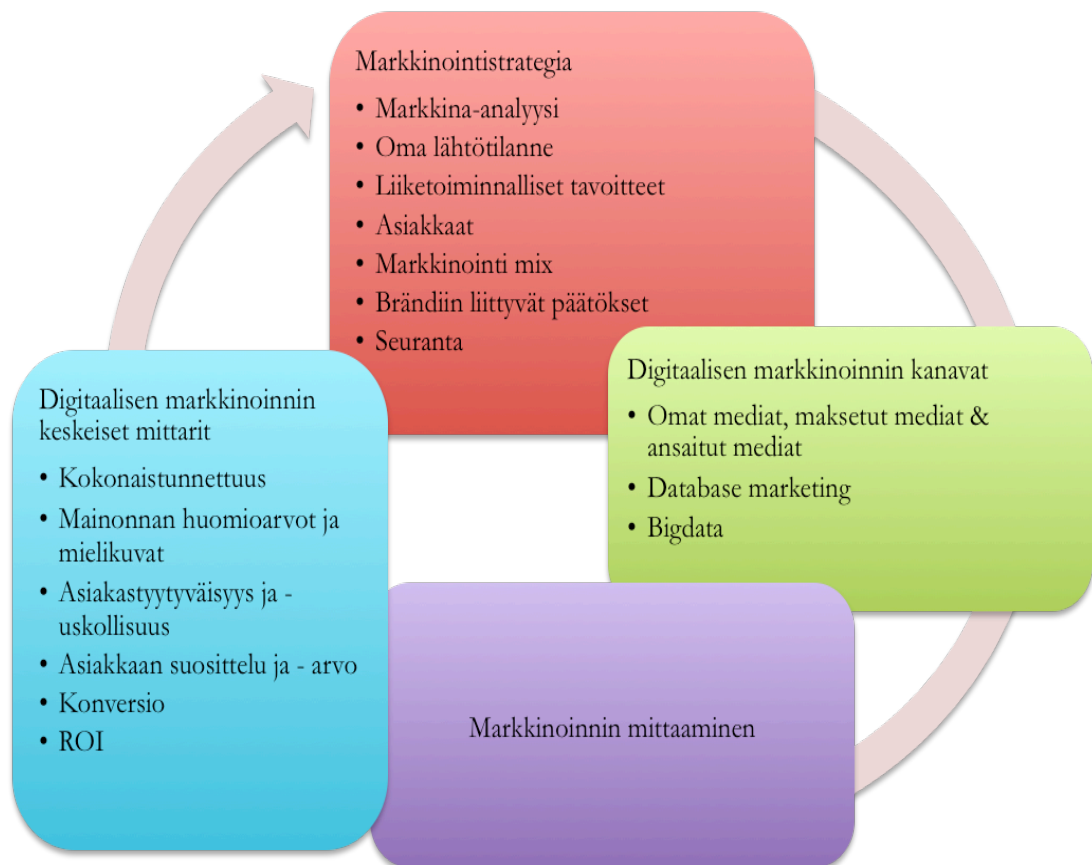 Markkinointistrategia
• Markkina-analyysi
• Oma lähtötilanne
• Liiketoiminnalliset tavoitteet
• Asiakkaat
• Markkinointi mix
• Brändiin liittyvät päätökset
• Seuranta
Digitaalisen markkinoinnin kanavat
• Omat mediat, maksetut mediat &
ansaitut mediat
• Database marketing
• Bigdata
Markkinoinnin mittaaminen
Digitaalisen markkinoinnin
keskeiset mittarit
• Kokonaistunnettuus
• Mainonnan huomioarvot ja
mielikuvat
• Asiakastyytyväisyys ja -
uskollisuus
• Asiakkaan suosittelu ja - arvo
• Konversio
• ROI